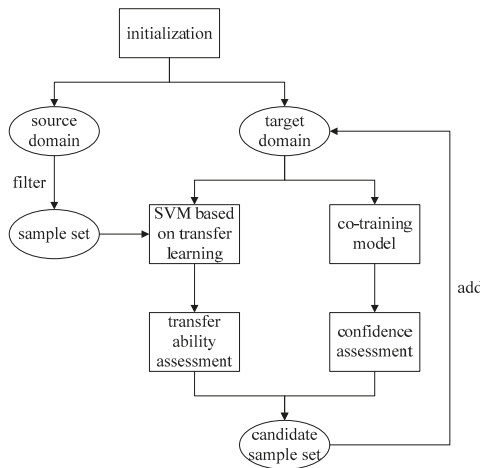 initialization
source
domain
target
domain
filter
sample set
SVM based
on transfer
learning
co-training
model
add
transfer
ability
assessment
confidence
assessment
candidate
sample set